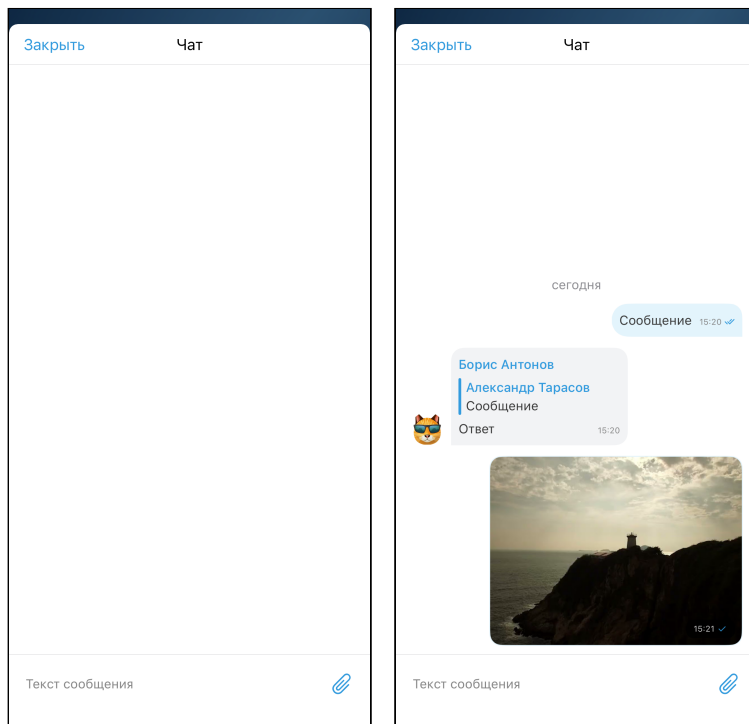 Закрыть
Чат
Текст сообщения
Закрыть
Чат
сегодня
Сообщение 15:20
Борис Антонов
Александр Тарасов
Сообщение
Ответ 15:20
15:21
Текст сообщения